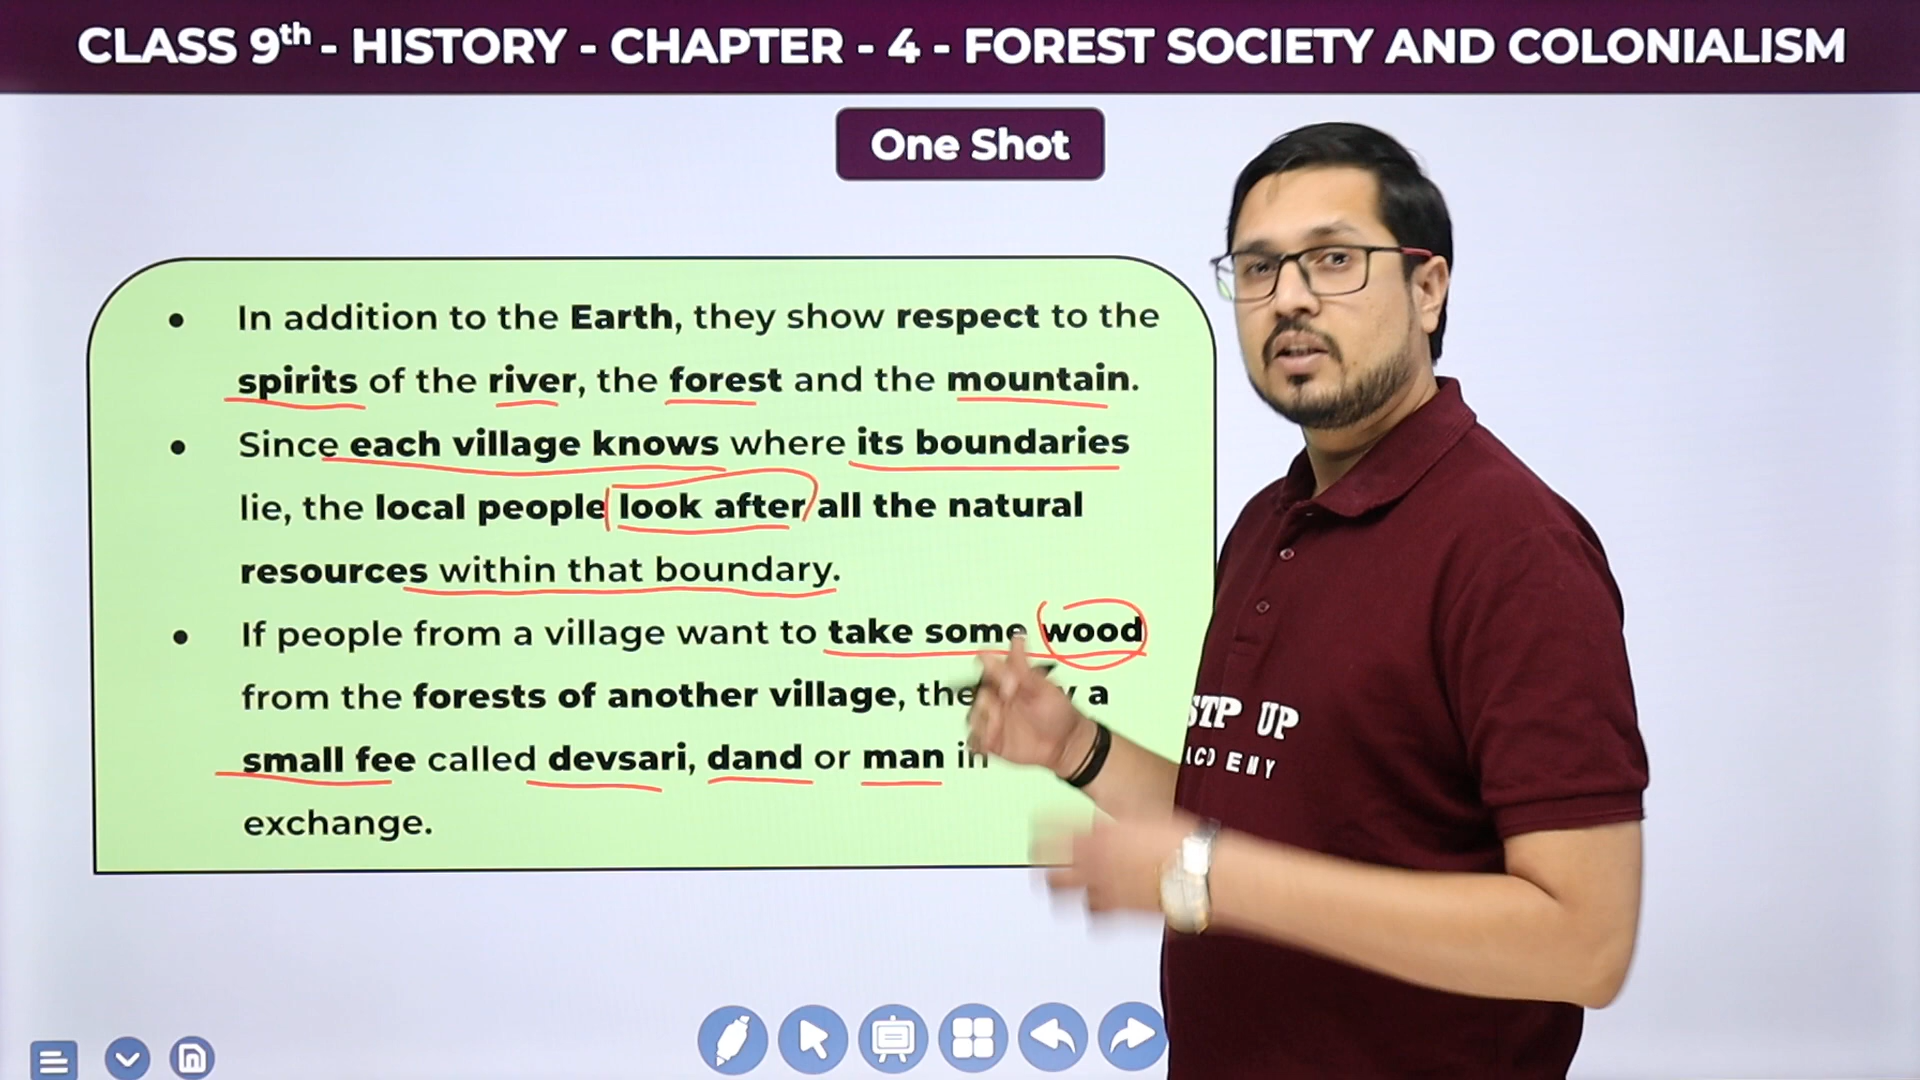 CLASS 9th - HISTORY - CHAPTER - 4 - FOREST SOCIETY AND COLONIALISM
One Shot
• In addition to the Earth, they show respect to the
spirits of the river, the forest and the mountain.
• Since each village knows where its boundaries
lie, the local people look after all the natural
resources within that boundary.
• If people from a village want to take some wood
from the forests of another village, a
small fee called devsari, dand or man in
exchange.
STP UP
ACDEMY